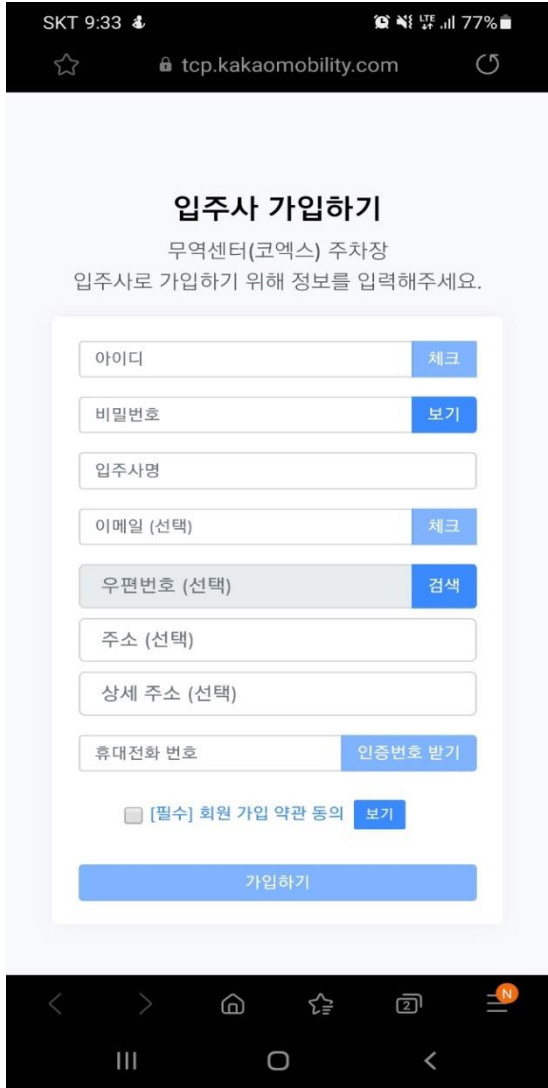 SKT 9:33
LTE 77%
tcp.kakaomobility.com
입주사 가입하기
무역센터(코엑스) 주차장
입주사로 가입하기 위해 정보를 입력해주세요.
아이디 체크
비밀번호 보기
입주사명
이메일 (선택) 체크
우편번호 (선택) 검색
주소 (선택)
상세 주소 (선택)
휴대전화 번호 인증번호 받기
[필수] 회원 가입 약관 동의 보기
가입하기
2 N